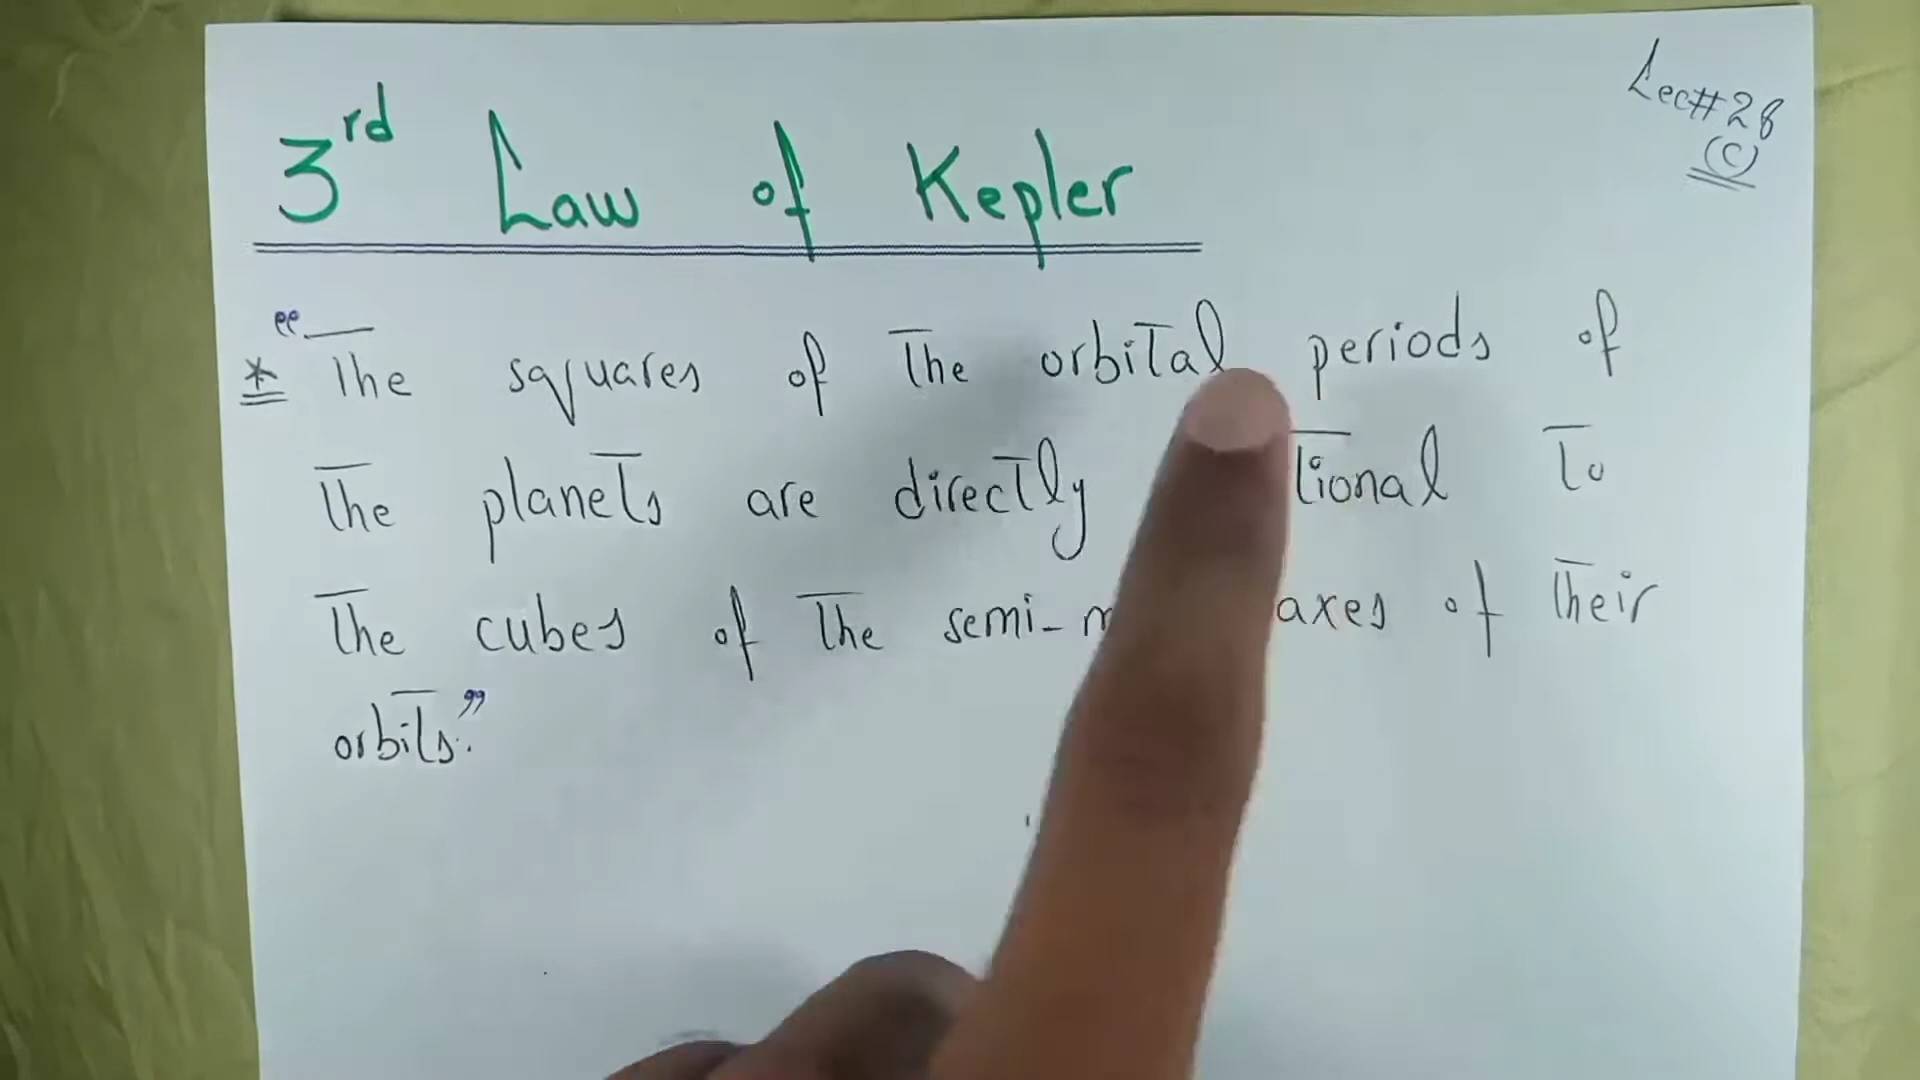 Lec#28
(C)
3rd Law of Kepler
* "The squares of the orbital periods of
The planets are directly tional To
The cubes of The semi-m axes of Their
orbits."